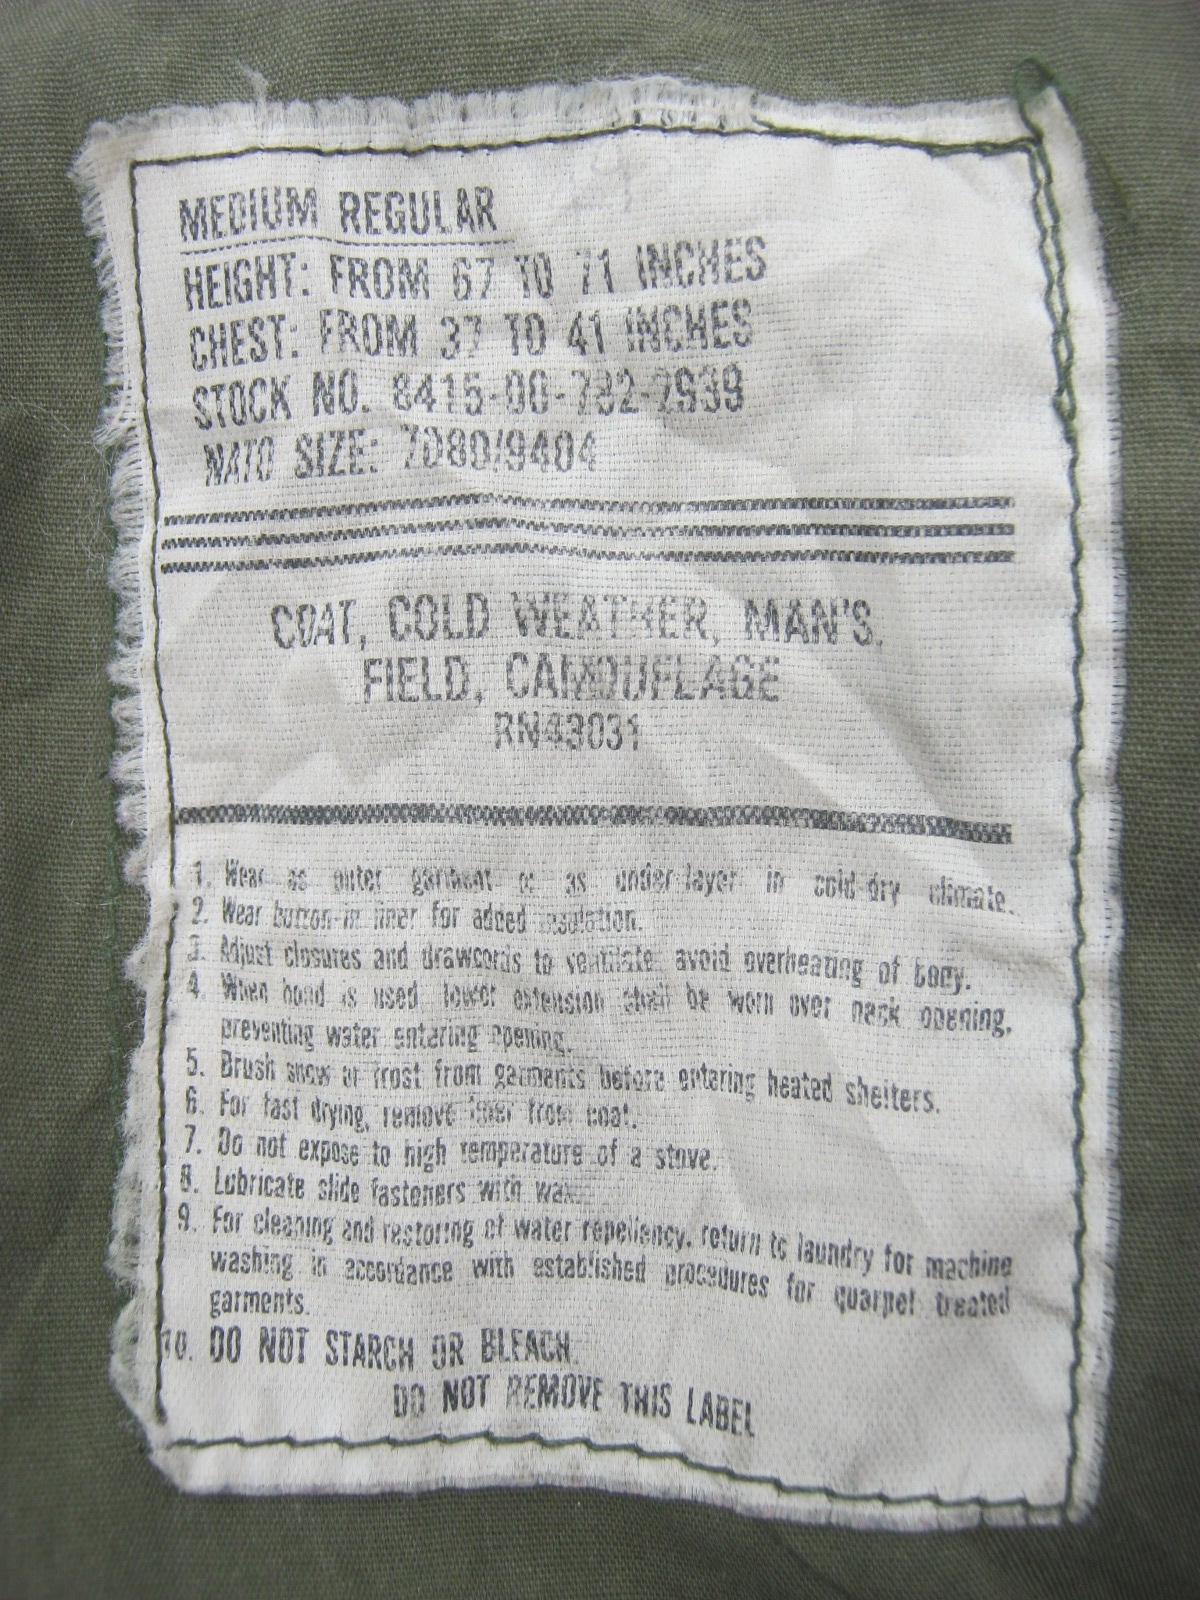 MEDIUM REGULAR
HEIGHT: FROM 67 TO 71 INCHES
CHEST: FROM 37 TO 41 INCHES
STOCK NO. 8415-00-782-2939
NATO SIZE: 7080/9404
COAT, COLD WEATHER, MAN'S.
FIELD, CAMOUFLAGE
RN43031
1. Wear as outer garment or as under-layer in cold-dry climate.
2. Wear button-in liner for added insulation.
3. Adjust closures and drawcords to ventilate, avoid overheating of body.
4. When hood is used, lower extension shall be worn over neck opening,
preventing water entering opening.
5. Brush snow or frost from garments before entering heated shelters.
6. For fast drying, remove liner from coat.
7. Do not expose to high temperature of a stove.
8. Lubricate slide fasteners with wax.
9. For cleaning and restoring of water repellency, return to laundry for machine
washing in accordance with established procedures for quarpel treated
garments.
10. DO NOT STARCH OR BLEACH.
DO NOT REMOVE THIS LABEL